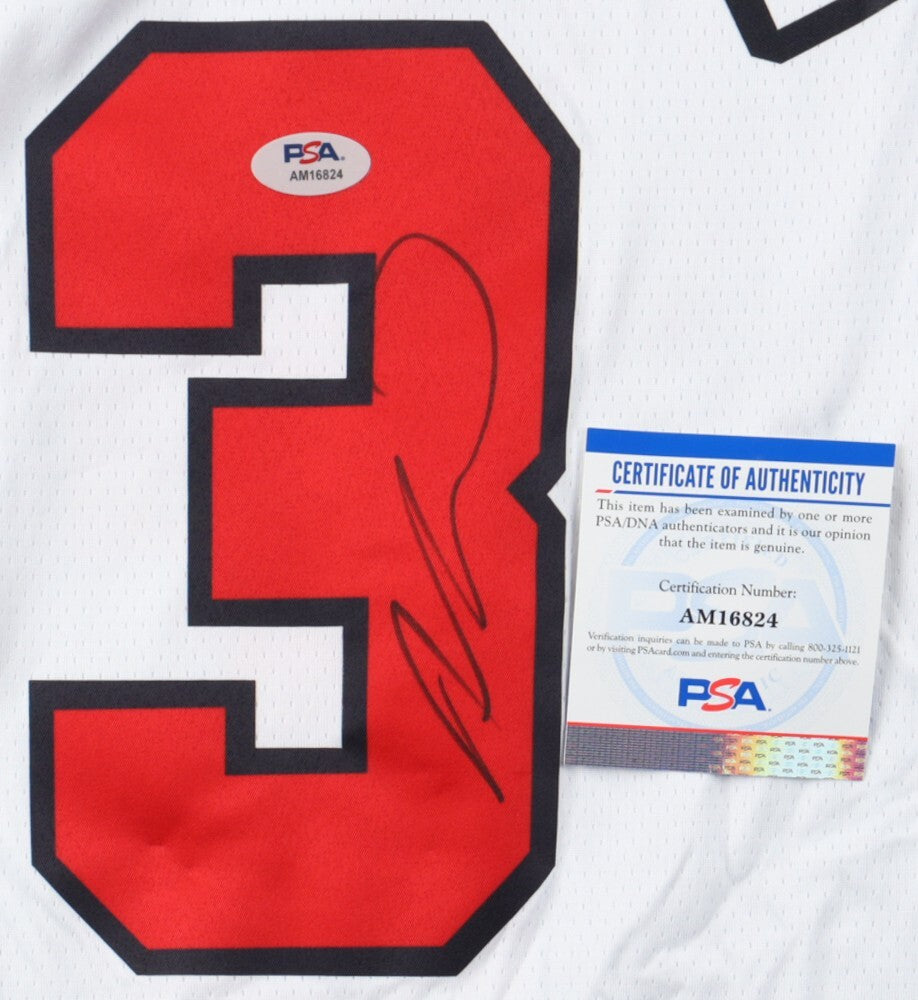 PSA
AM16824
3
CERTIFICATE OF AUTHENTICITY
This item has been examined by one or more
PSA/DNA authenticators and it is our opinion
that the item is genuine.
Certification Number:
AM16824
Verification inquiries can be made to PSA by calling 800-325-1121
or by visiting PSAcard.com and entering the certification number above.
PSA